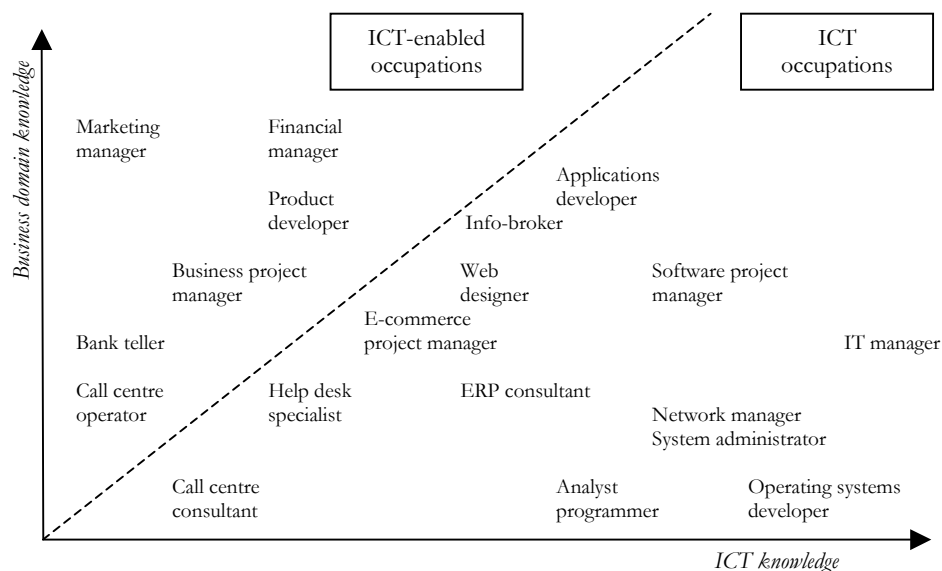 ICT-enabled
occupations
ICT
occupations
Business domain knowledge
Marketing
manager
Financial
manager
Applications
developer
Product
developer
Info-broker
Business project
manager
Web
designer
Software project
manager
E-commerce
project manager
Bank teller
IT manager
Call centre
operator
Help desk
specialist
ERP consultant
Network manager
System administrator
Call centre
consultant
Analyst
programmer
Operating systems
developer
ICT knowledge